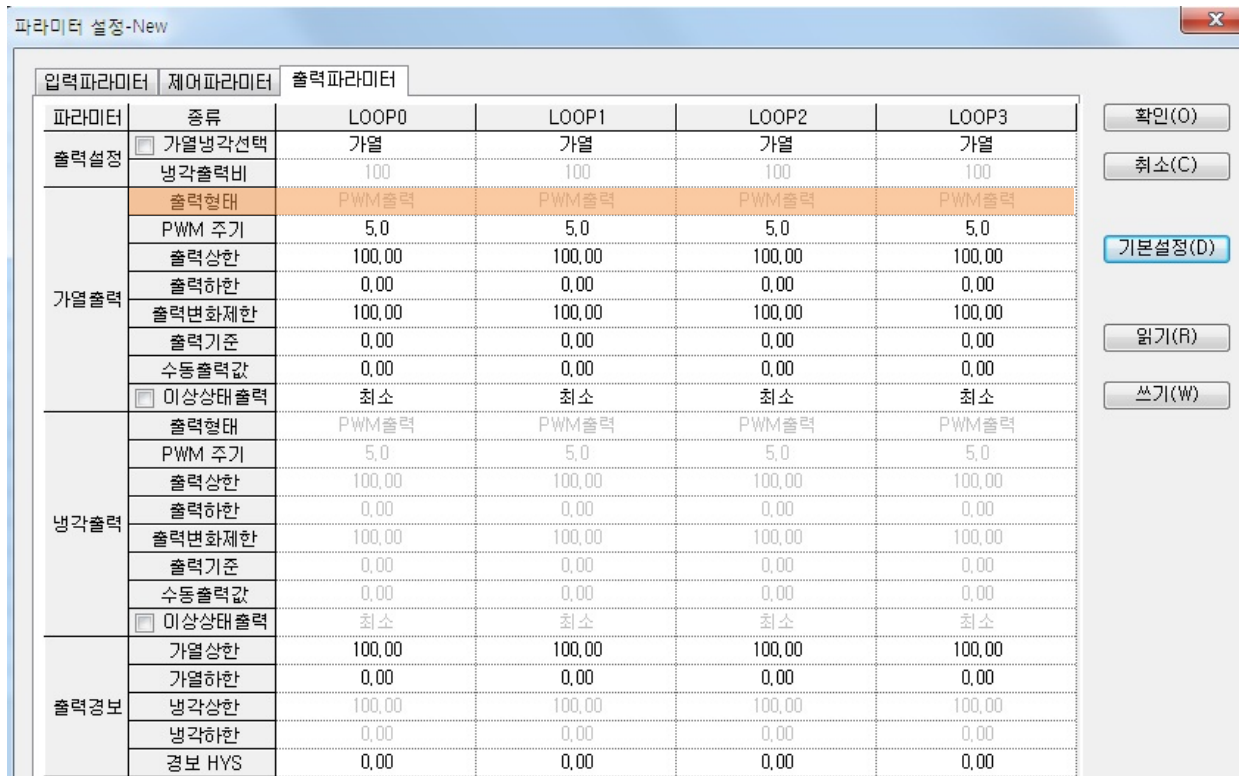 파라미터 설정-New
입력파라미터 제어파라미터 출력파라미터
파라미터 종류 LOOP0 LOOP1 LOOP2 LOOP3
출력설정 가열냉각선택 가열 가열 가열 가열
냉각출력비 100 100 100 100
가열출력 출력형태 PWM출력 PWM출력 PWM출력 PWM출력
PWM 주기 5,0 5,0 5,0 5,0
출력상한 100,00 100,00 100,00 100,00
출력하한 0,00 0,00 0,00 0,00
출력변화제한 100,00 100,00 100,00 100,00
출력기준 0,00 0,00 0,00 0,00
수동출력값 0,00 0,00 0,00 0,00
이상상태출력 최소 최소 최소 최소
냉각출력 출력형태 PWM출력 PWM출력 PWM출력 PWM출력
PWM 주기 5,0 5,0 5,0 5,0
출력상한 100,00 100,00 100,00 100,00
출력하한 0,00 0,00 0,00 0,00
출력변화제한 100,00 100,00 100,00 100,00
출력기준 0,00 0,00 0,00 0,00
수동출력값 0,00 0,00 0,00 0,00
이상상태출력 최소 최소 최소 최소
출력경보 가열상한 100,00 100,00 100,00 100,00
가열하한 0,00 0,00 0,00 0,00
냉각상한 100,00 100,00 100,00 100,00
냉각하한 0,00 0,00 0,00 0,00
경보 HYS 0,00 0,00 0,00 0,00
확인(O)
취소(C)
기본설정(D)
읽기(R)
쓰기(W)